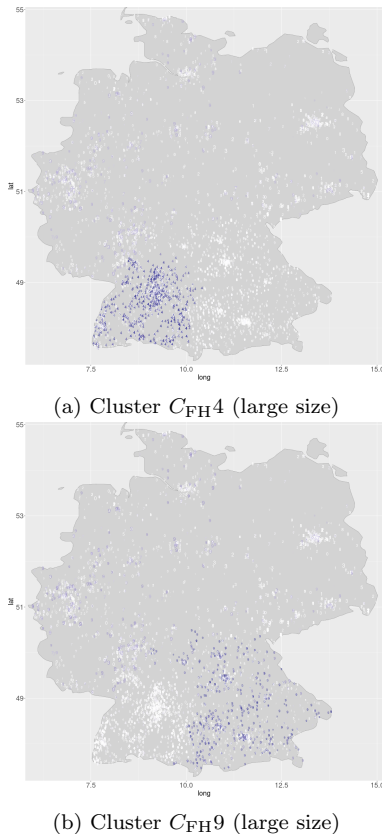 55
53
lat
51
49
7.5 10.0 12.5 15.0
long
(a) Cluster C_FH4 (large size)
55
53
lat
51
49
7.5 10.0 12.5 15.0
long
(b) Cluster C_FH9 (large size)